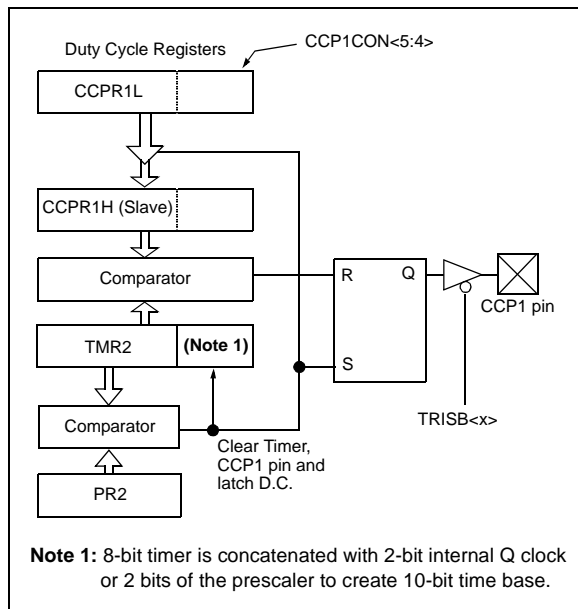 Duty Cycle Registers
CCP1CON<5:4>
CCPR1L
CCPR1H (Slave)
Comparator
R
Q
S
CCP1 pin
TMR2
(Note 1)
TRISB<x>
Comparator
Clear Timer,
CCP1 pin and
latch D.C.
PR2
Note 1: 8-bit timer is concatenated with 2-bit internal Q clock
or 2 bits of the prescaler to create 10-bit time base.